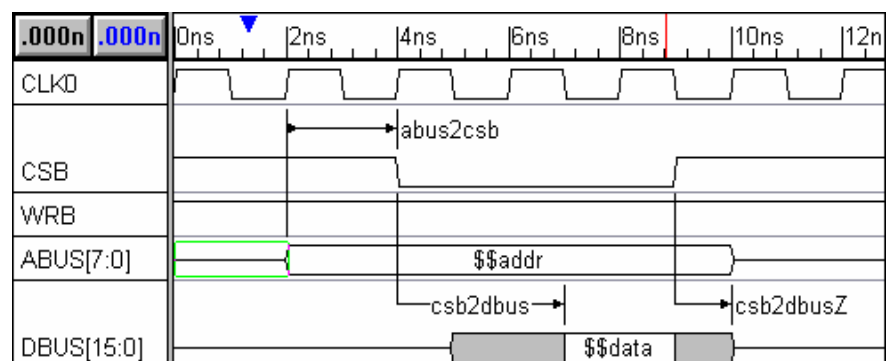 .000n .000n 0ns 2ns 4ns 6ns 8ns 10ns 12n
CLK0
abus2csb
CSB
WRB
ABUS[7:0] $$addr
csb2dbus csb2dbusZ
DBUS[15:0] $$data